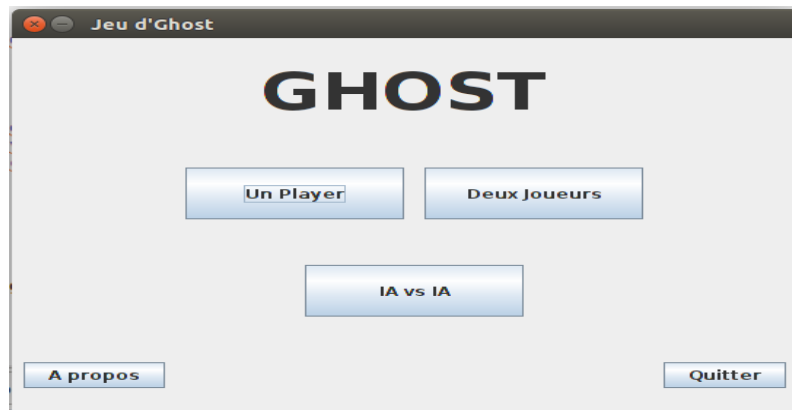 Jeu d'Ghost
GHOST
Un Player
Deux Joueurs
IA vs IA
A propos
Quitter